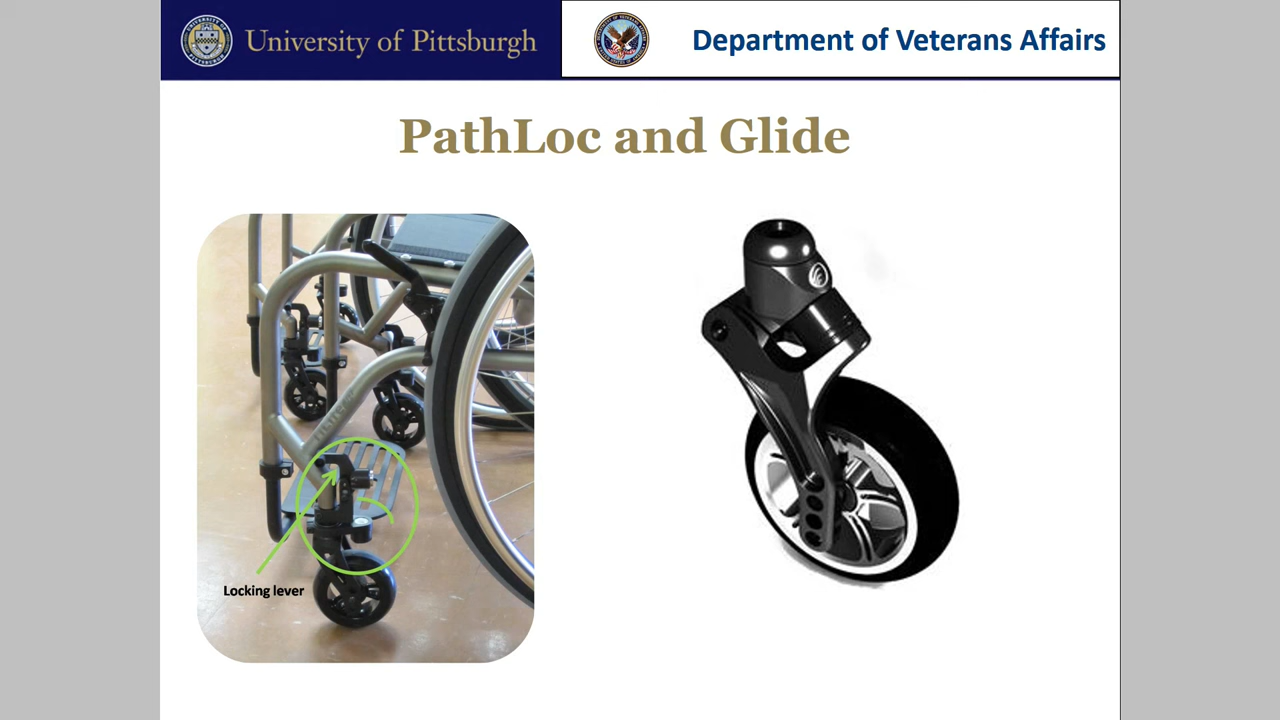 University of Pittsburgh
Department of Veterans Affairs
PathLoc and Glide
Locking lever